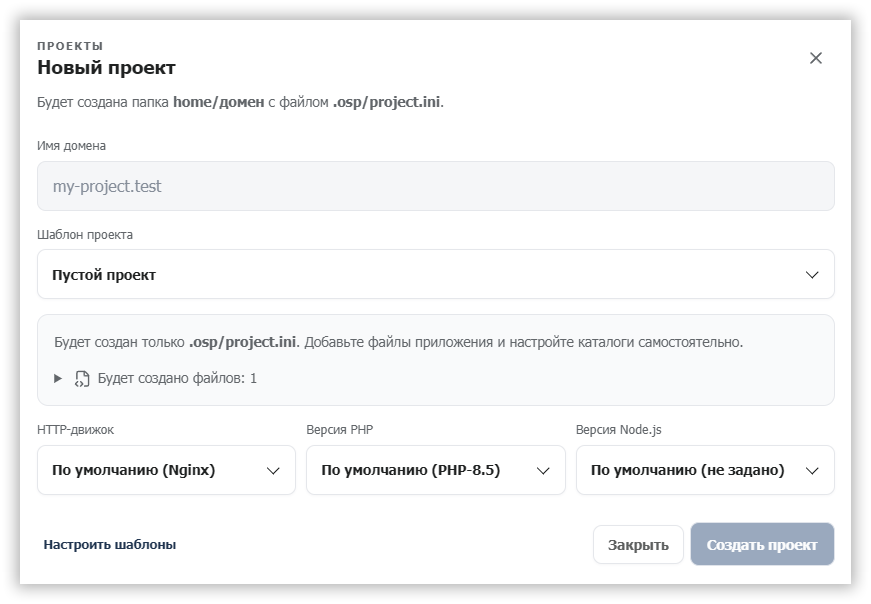 ПРОЕКТЫ
Новый проект
Будет создана папка home/домен с файлом .osp/project.ini.
Имя домена
my-project.test
Шаблон проекта
Пустой проект
Будет создан только .osp/project.ini. Добавьте файлы приложения и настройте каталоги самостоятельно.
Будет создано файлов: 1
HTTP-движок
Версия PHP
Версия Node.js
По умолчанию (Nginx)
По умолчанию (PHP-8.5)
По умолчанию (не задано)
Настроить шаблоны
Закрыть
Создать проект